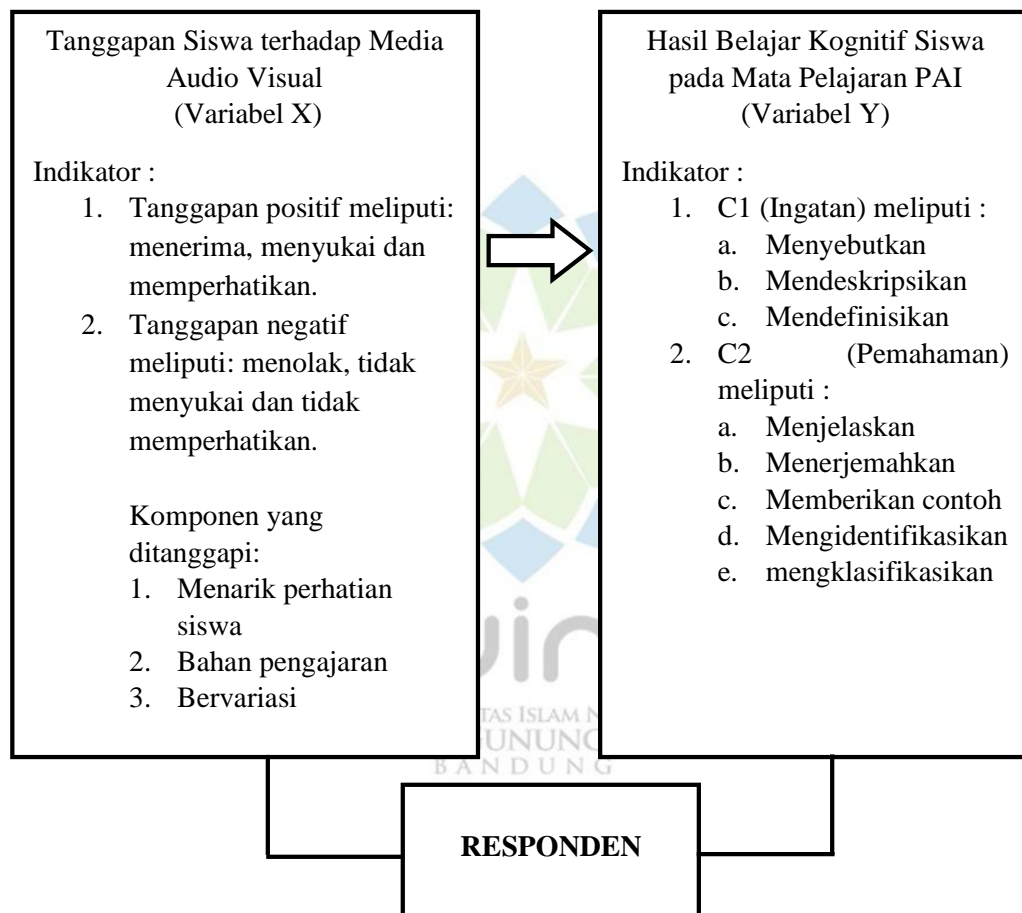 Tanggapan Siswa terhadap Media
Audio Visual
(Variabel X)
Indikator :
1. Tanggapan positif meliputi:
menerima, menyukai dan
memperhatikan.
2. Tanggapan negatif
meliputi: menolak, tidak
menyukai dan tidak
memperhatikan.
Komponen yang
ditanggapi:
1. Menarik perhatian
siswa
2. Bahan pengajaran
3. Bervariasi
Hasil Belajar Kognitif Siswa
pada Mata Pelajaran PAI
(Variabel Y)
Indikator :
1. C1 (Ingatan) meliputi :
a. Menyebutkan
b. Mendeskripsikan
c. Mendefinisikan
2. C2 (Pemahaman)
meliputi :
a. Menjelaskan
b. Menerjemahkan
c. Memberikan contoh
d. Mengidentifikasikan
e. mengklasifikasikan
ISLAM
BANDUNG
RESPONDEN